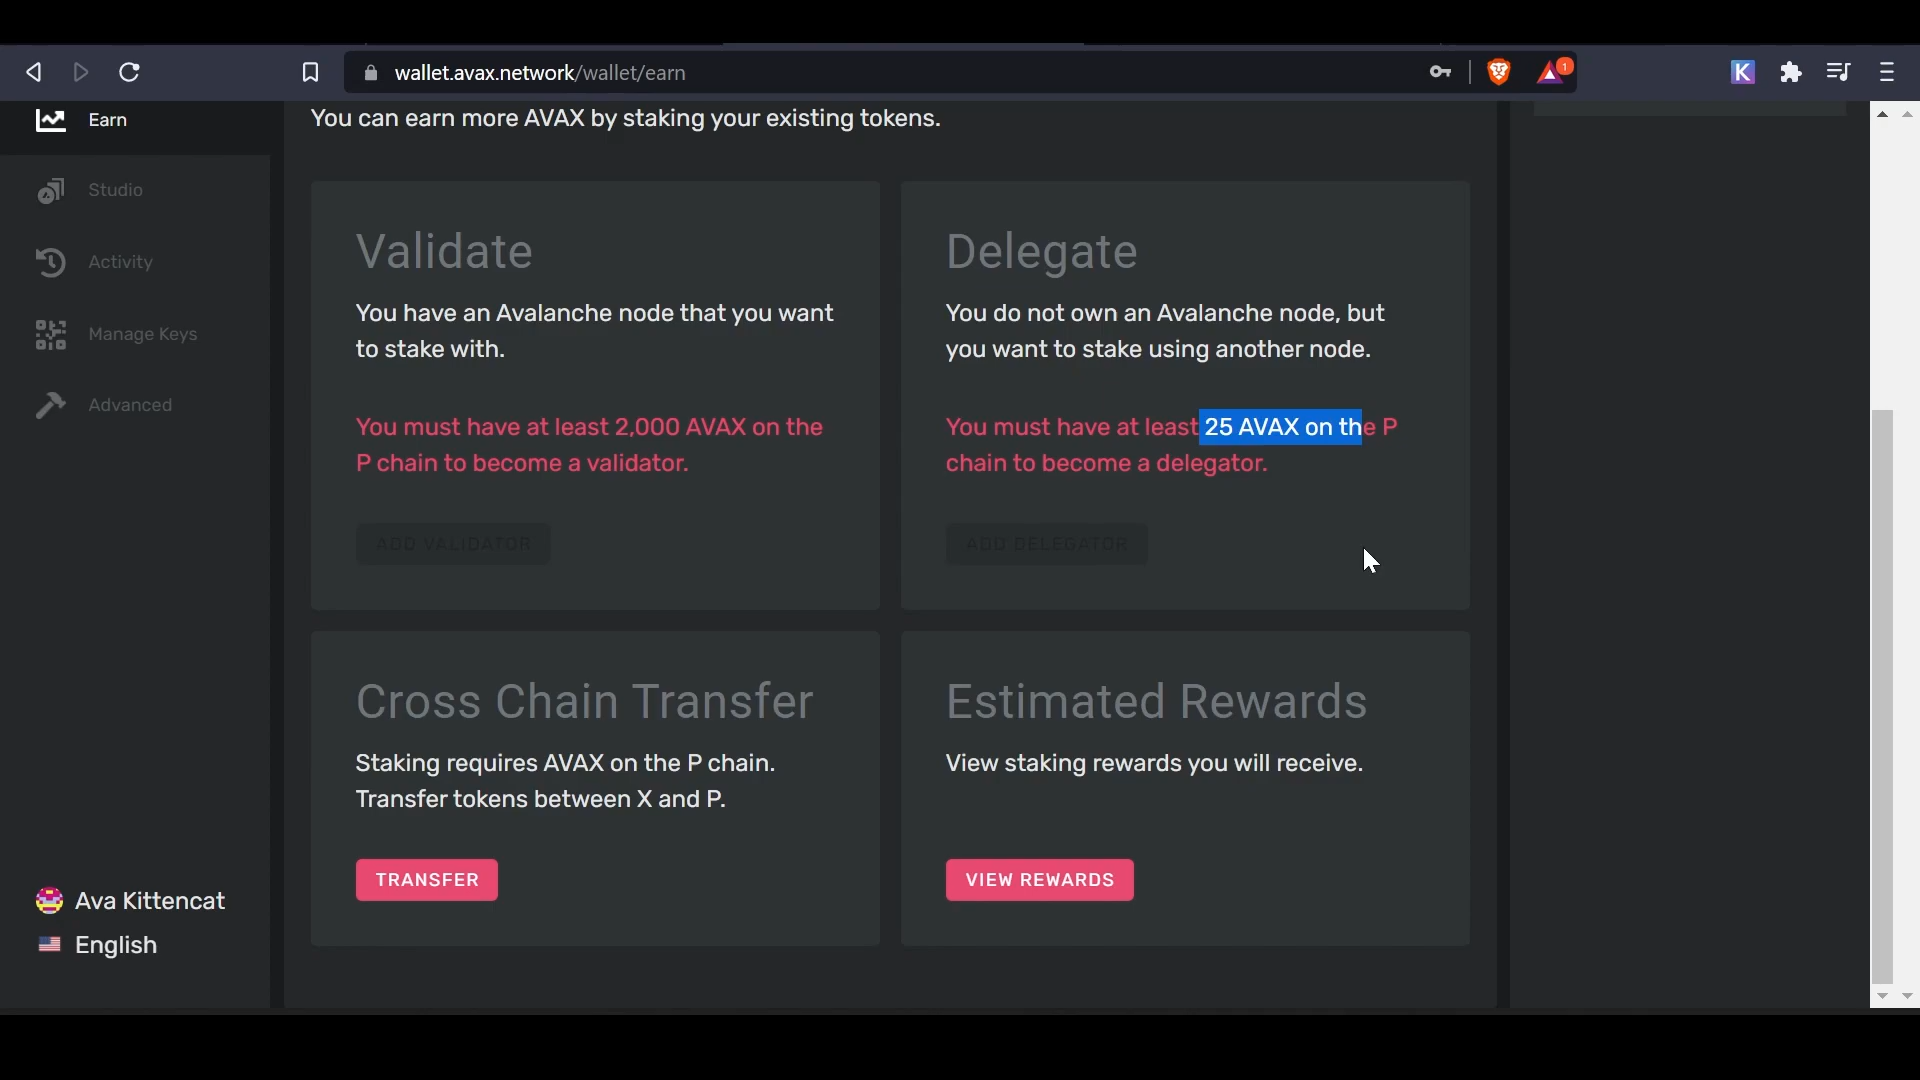 wallet.avax.network/wallet/earn
1
K
Earn
Studio
Activity
Manage Keys
Advanced
Ava Kittencat
English
You can earn more AVAX by staking your existing tokens.
Validate
You have an Avalanche node that you want
to stake with.
You must have at least 2,000 AVAX on the
P chain to become a validator.
ADD VALIDATOR
Delegate
You do not own an Avalanche node, but
you want to stake using another node.
You must have at least 25 AVAX on the P
chain to become a delegator.
ADD DELEGATOR
Cross Chain Transfer
Staking requires AVAX on the P chain.
Transfer tokens between X and P.
TRANSFER
Estimated Rewards
View staking rewards you will receive.
VIEW REWARDS